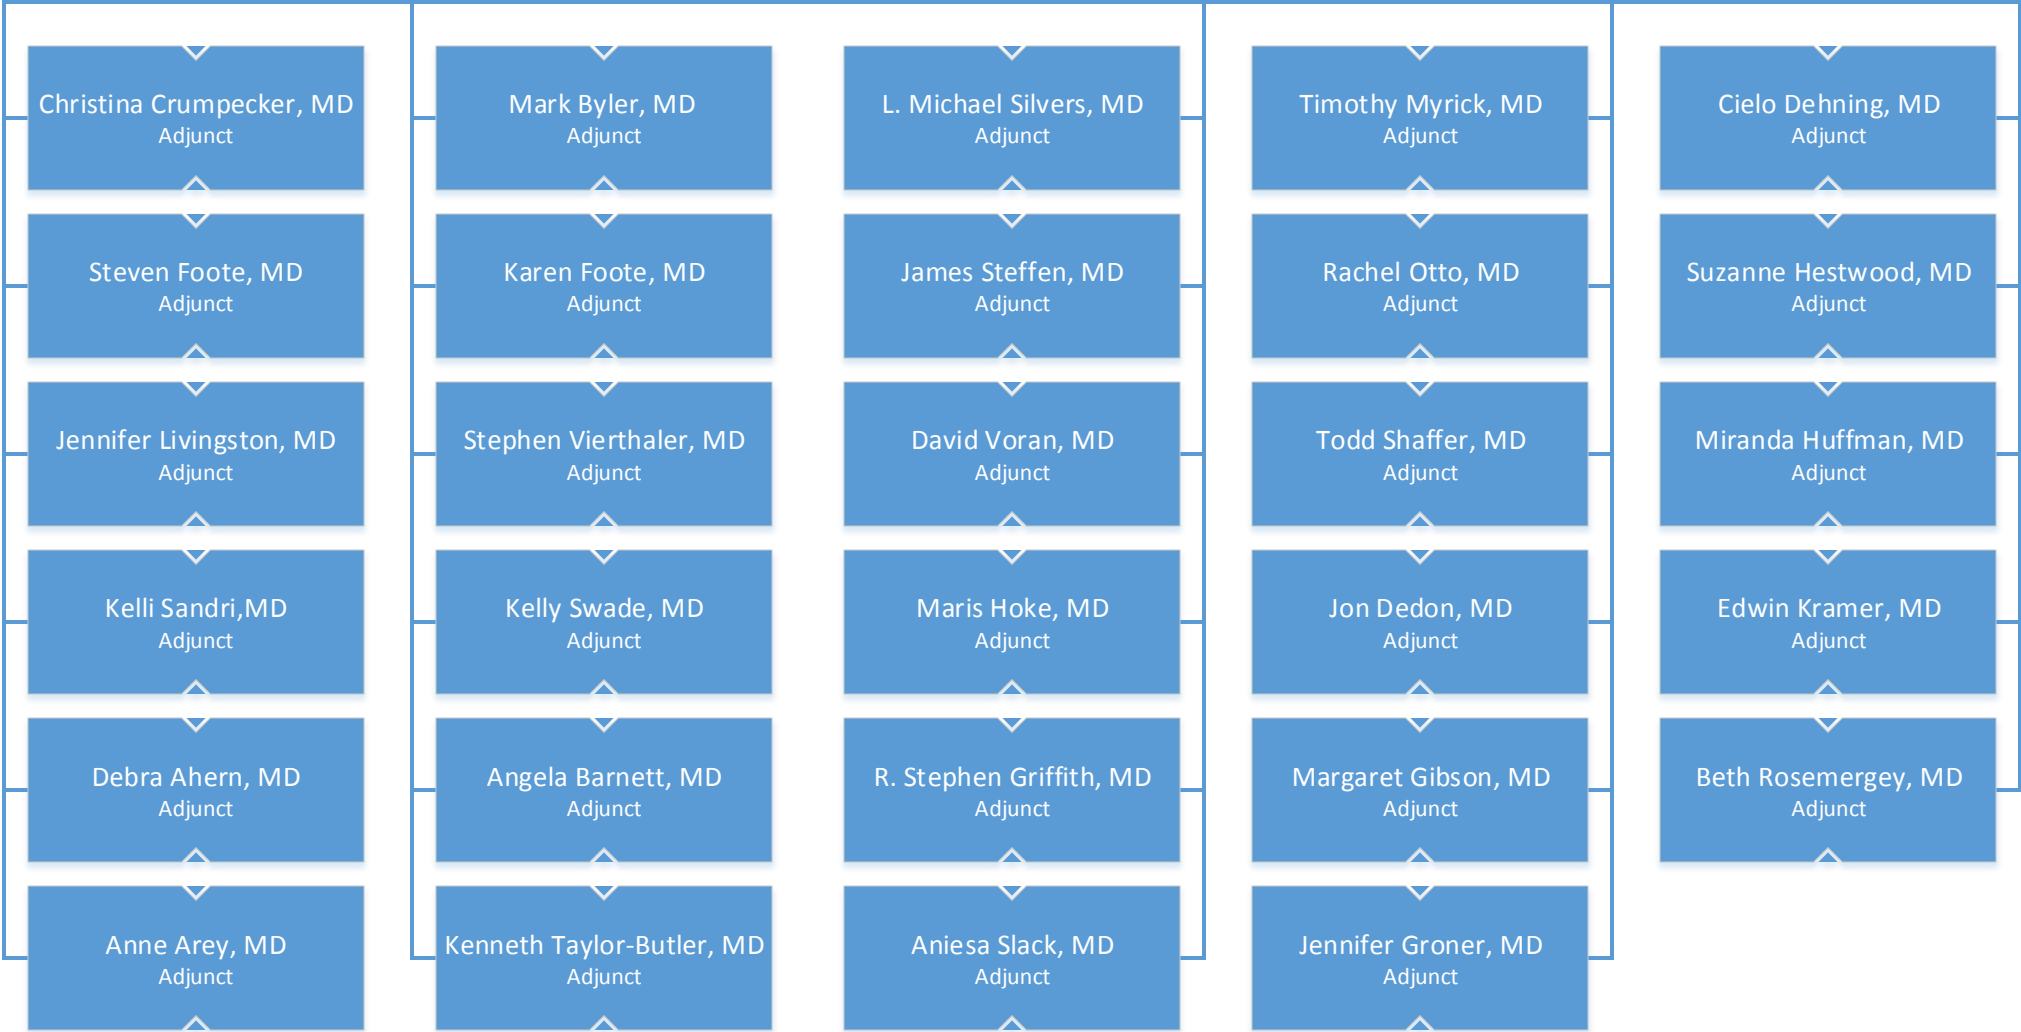 Christina Crumpecker, MD
Adjunct
Mark Byler, MD
Adjunct
L. Michael Silvers, MD
Adjunct
Timothy Myrick, MD
Adjunct
Cielo Dehning, MD
Adjunct
Steven Foote, MD
Adjunct
Karen Foote, MD
Adjunct
James Steffen, MD
Adjunct
Rachel Otto, MD
Adjunct
Suzanne Hestwood, MD
Adjunct
Jennifer Livingston, MD
Adjunct
Stephen Vierthaler, MD
Adjunct
David Voran, MD
Adjunct
Todd Shaffer, MD
Adjunct
Miranda Huffman, MD
Adjunct
Kelli Sandri,MD
Adjunct
Kelly Swade, MD
Adjunct
Maris Hoke, MD
Adjunct
Jon Dedon, MD
Adjunct
Edwin Kramer, MD
Adjunct
Debra Ahern, MD
Adjunct
Angela Barnett, MD
Adjunct
R. Stephen Griffith, MD
Adjunct
Margaret Gibson, MD
Adjunct
Beth Rosemergey, MD
Adjunct
Anne Arey, MD
Adjunct
Kenneth Taylor-Butler, MD
Adjunct
Aniesa Slack, MD
Adjunct
Jennifer Groner, MD
Adjunct